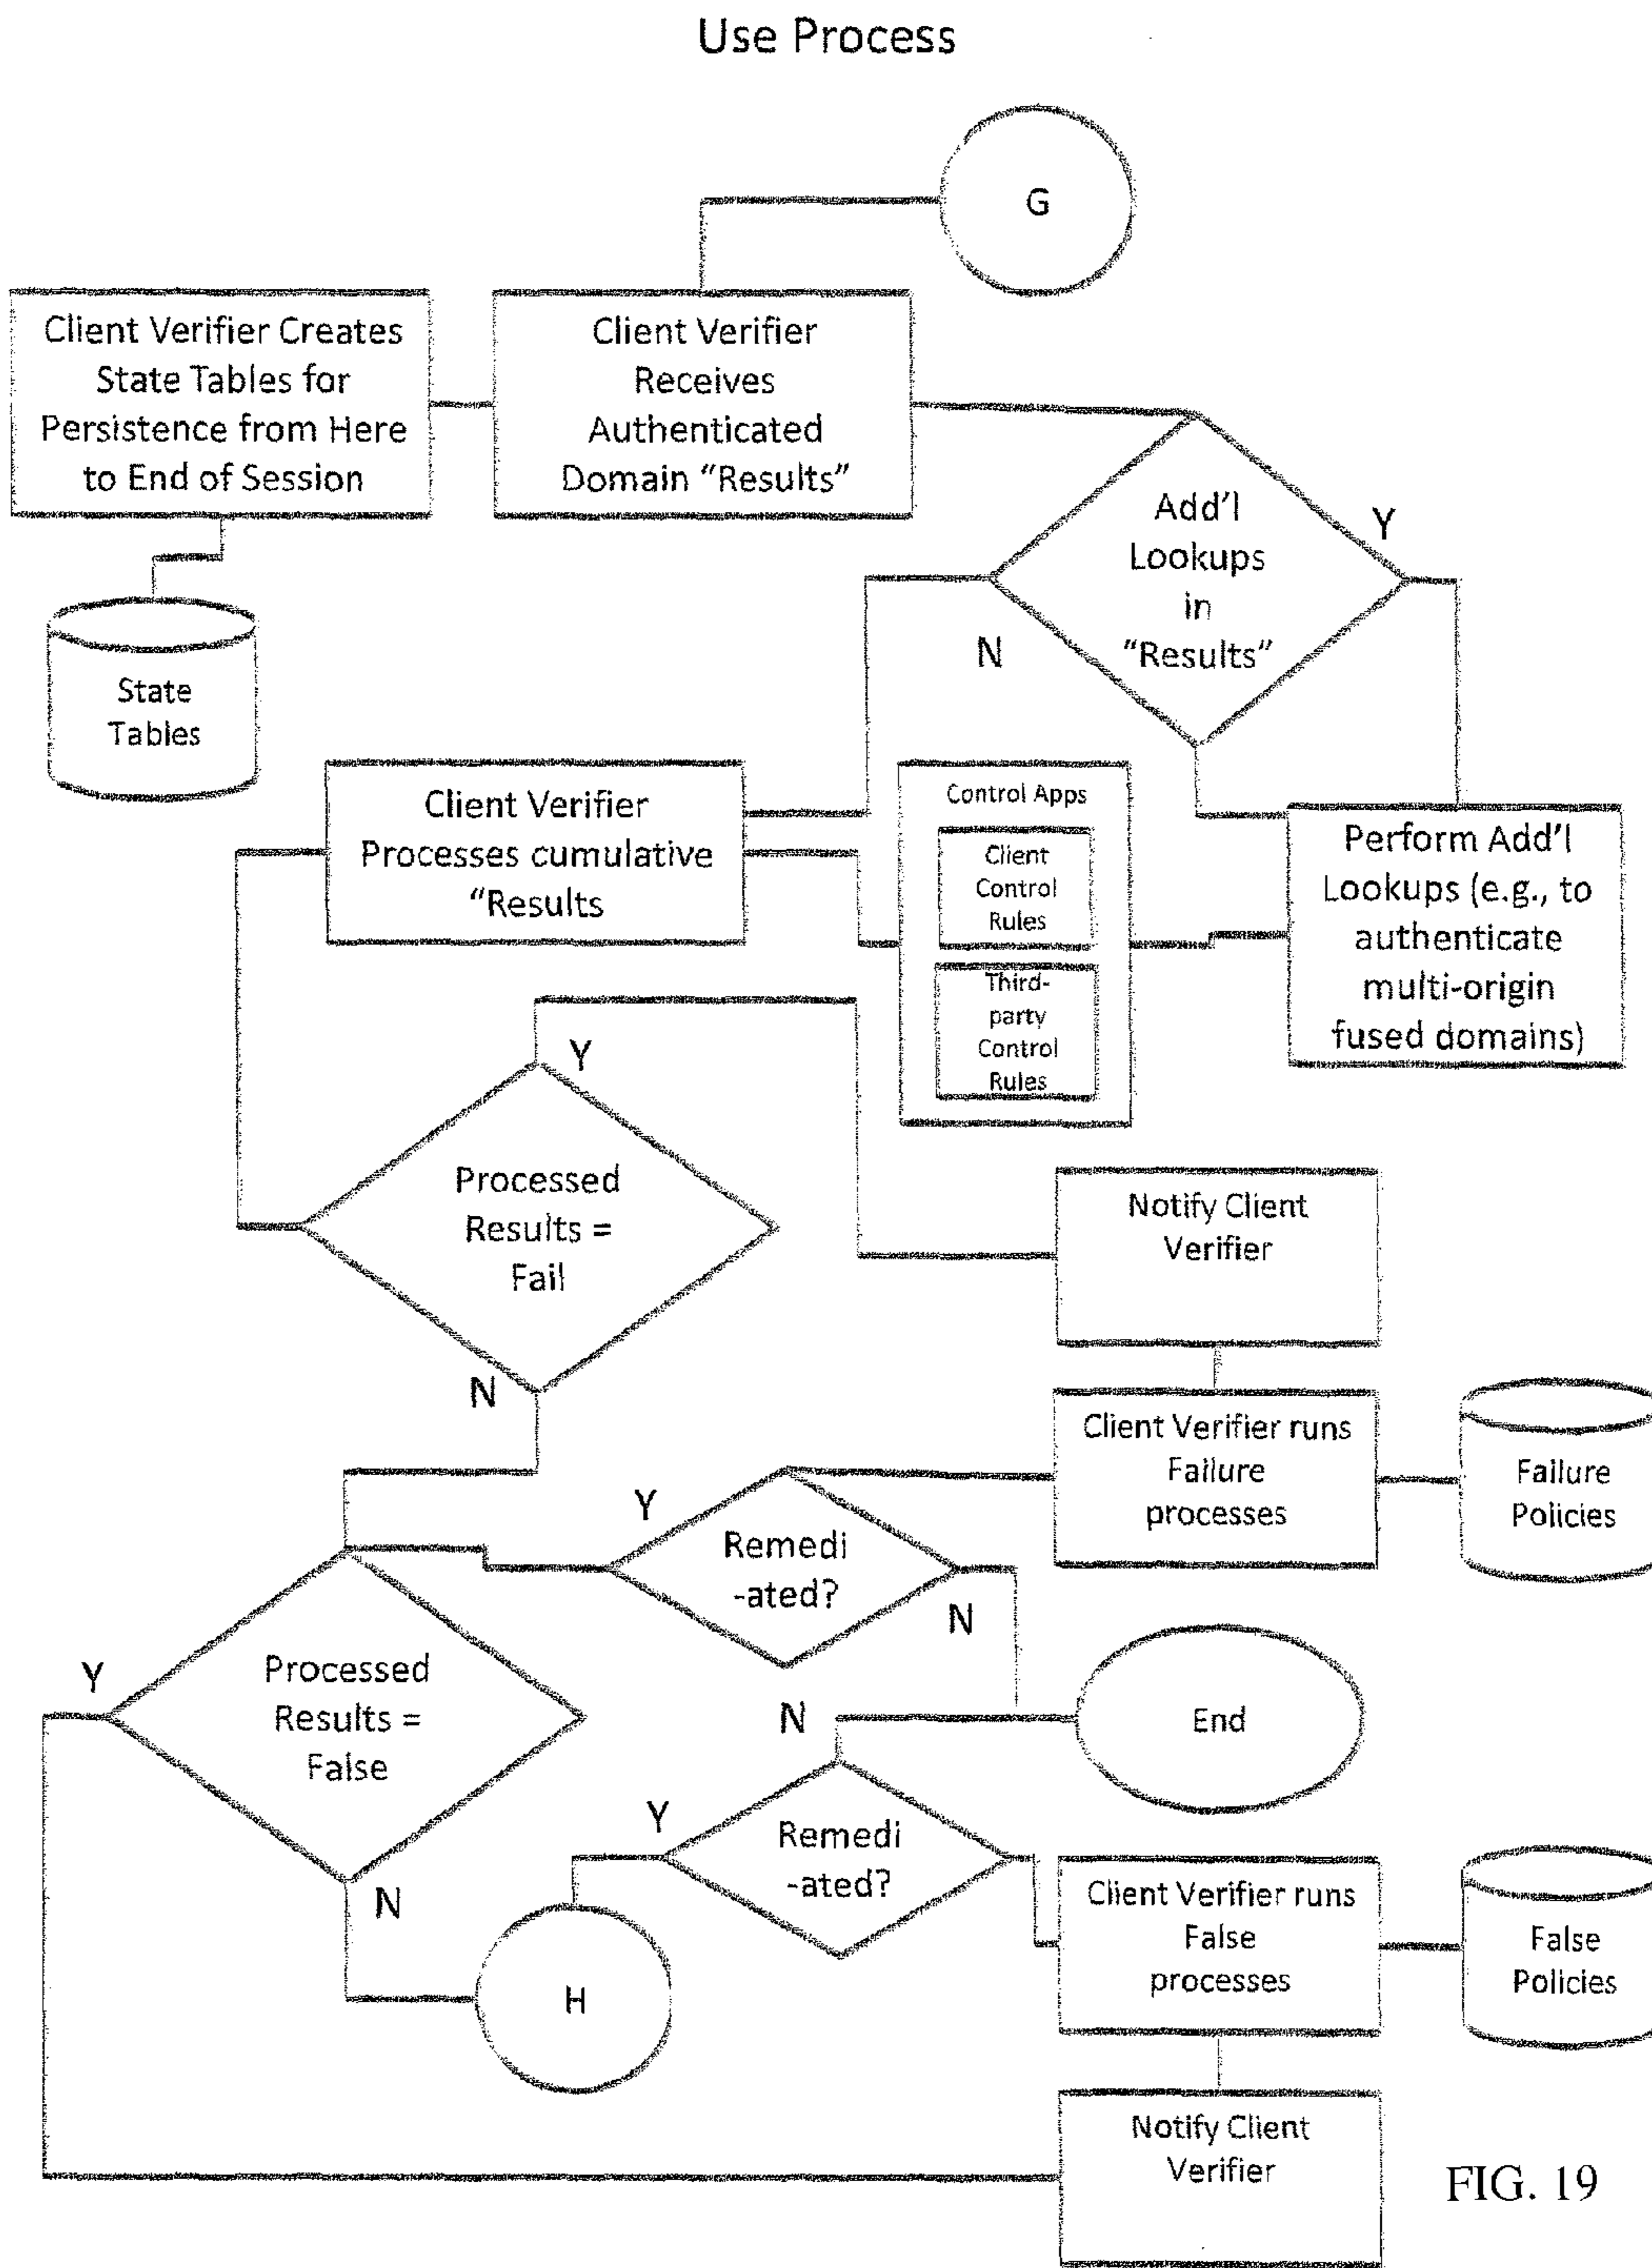 Use Process
G
Client Verifier Creates
State Tables for
Persistence from Here
to End of Session
Client Verifier
Receives
Authenticated
Domain “Results”
Add’l
Lookups
in
“Results”
Y
N
State
Tables
Client Verifier
Processes cumulative
“Results
Control Apps
Client
Control
Rules
Third-
party
Control
Rules
Perform Add’l
Lookups (e.g., to
authenticate
multi-origin
fused domains)
Y
Processed
Results =
Fail
N
Notify Client
Verifier
Client Verifier runs
Failure
processes
Failure
Policies
Y
Remedi
-ated?
N
Y
Processed
Results =
False
N
N
End
Y
Remedi
-ated?
H
Client Verifier runs
False
processes
False
Policies
Notify Client
Verifier
FIG. 19